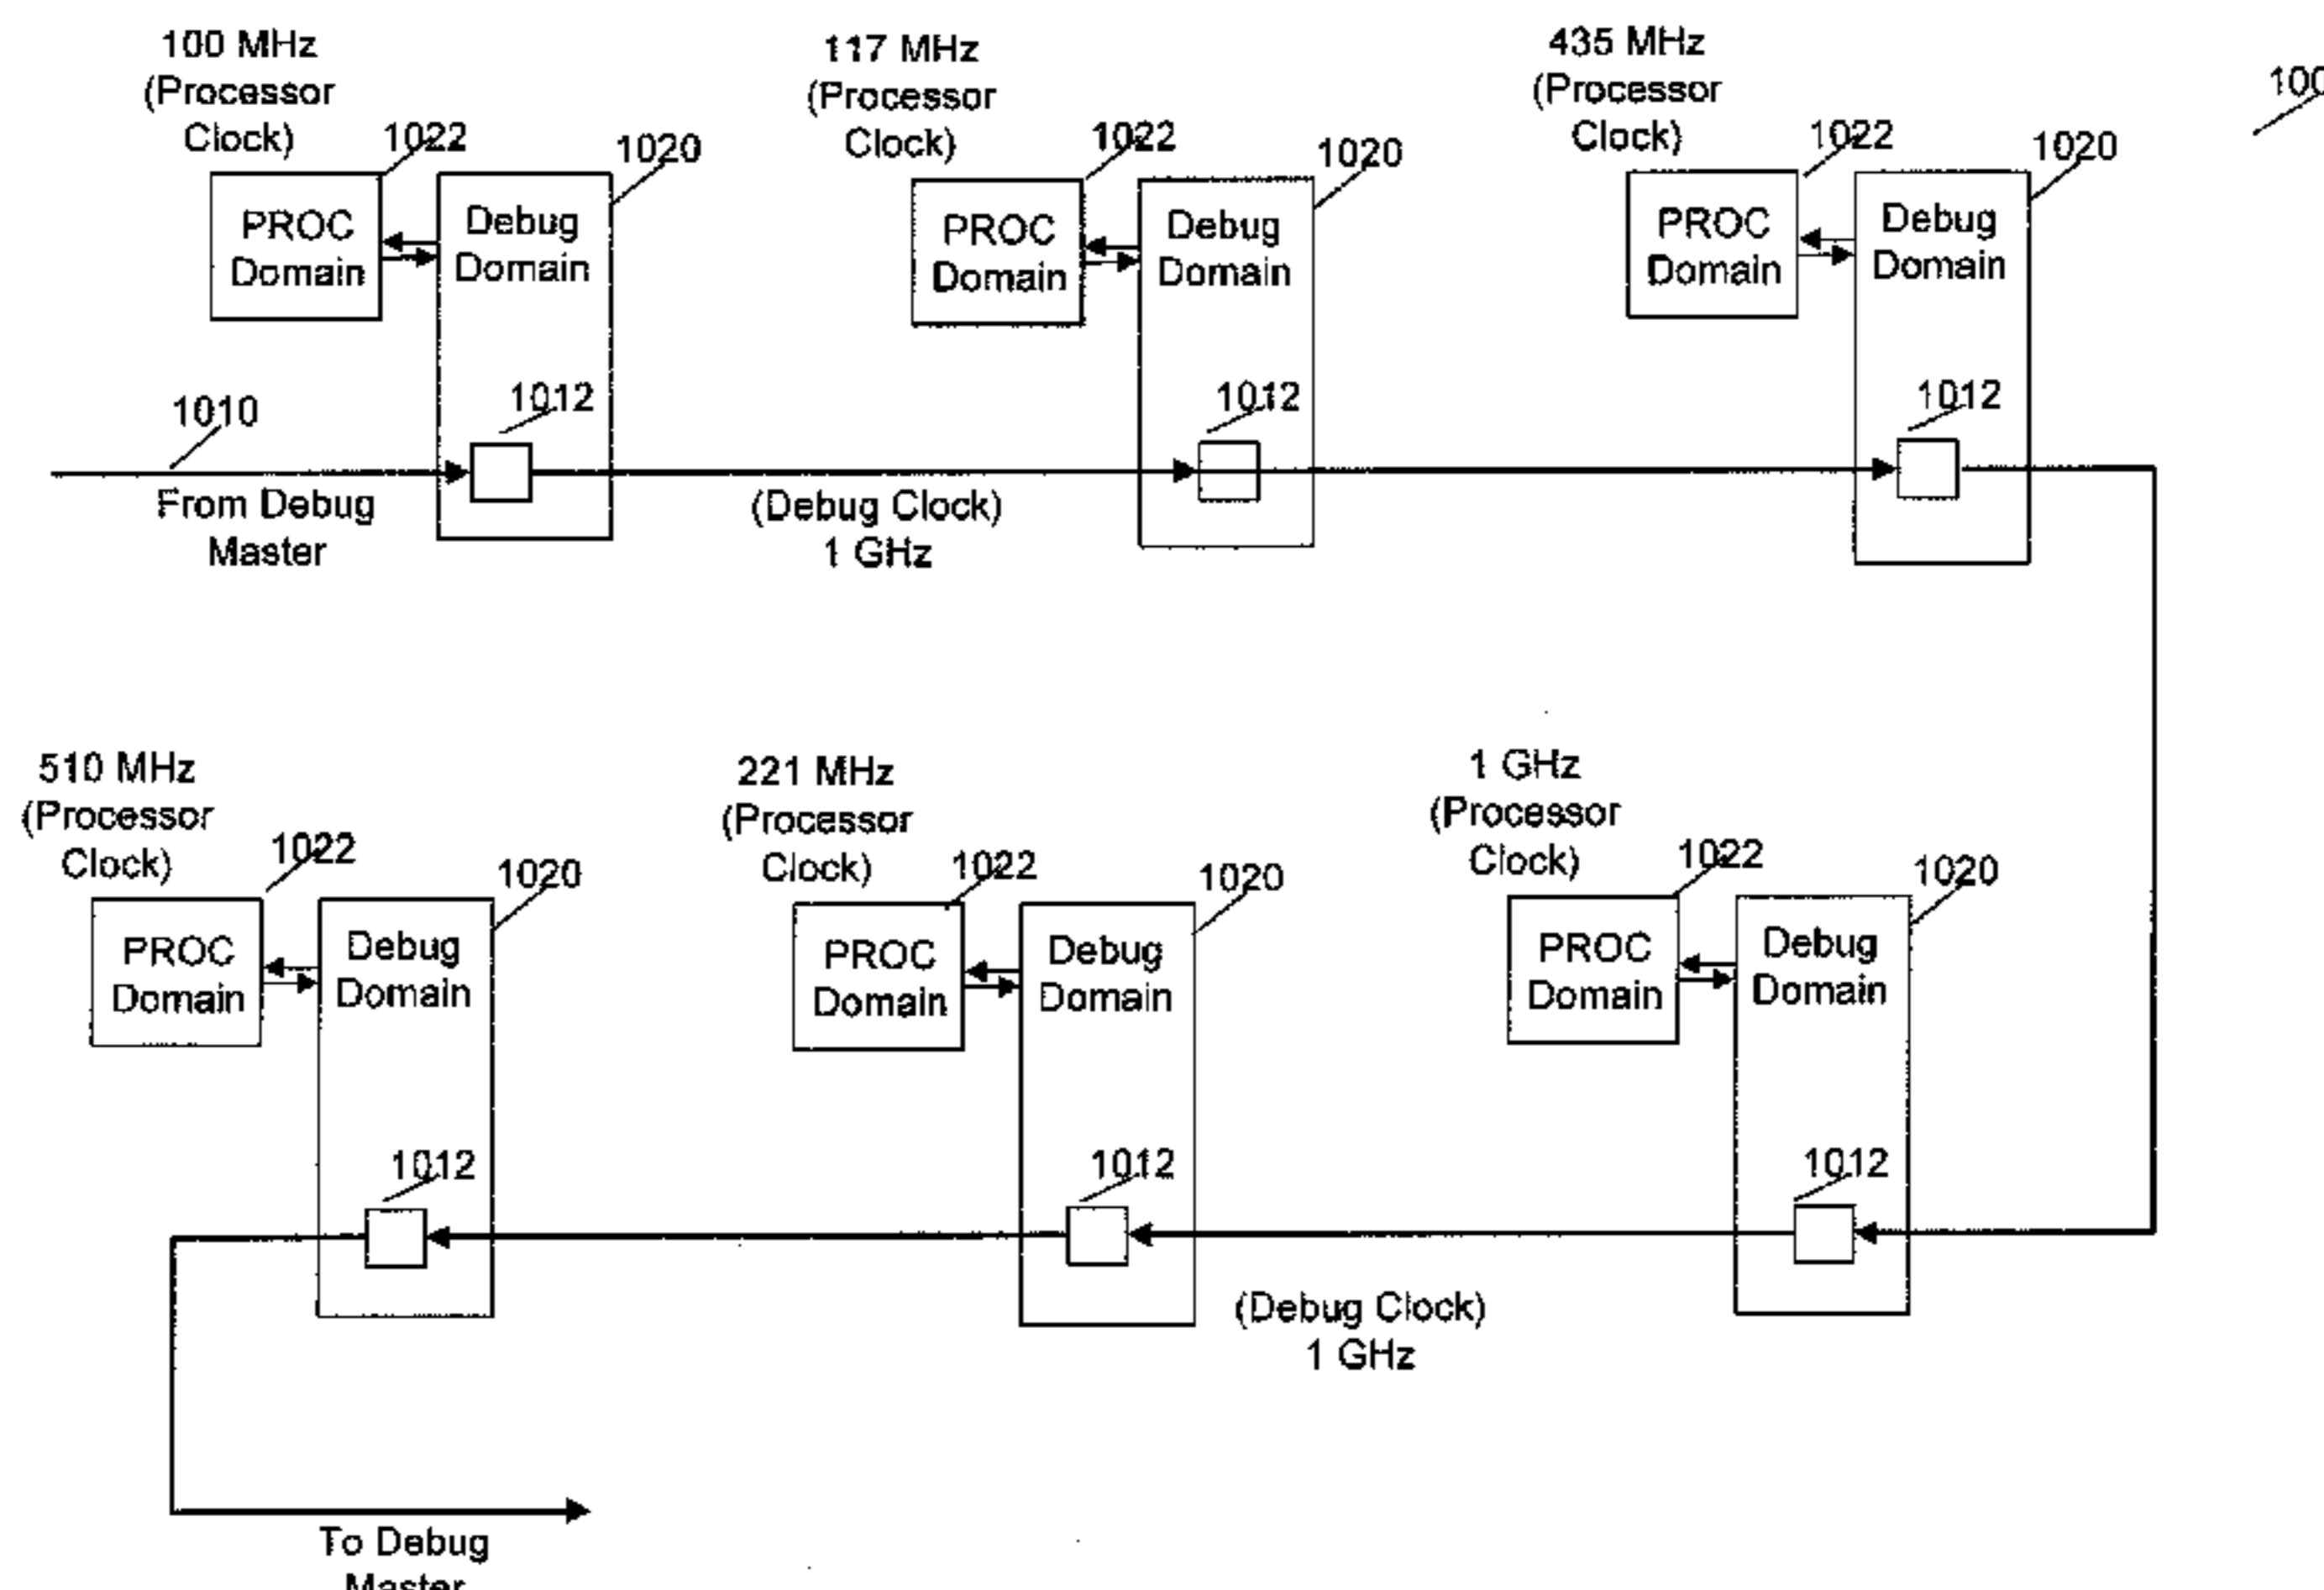 100 MHz
(Processor
Clock)
1022
1020
PROC
Domain
Debug
Domain
1012
1010
From Debug
Master
117 MHz
(Processor
Clock)
1022
1020
PROC
Domain
Debug
Domain
1012
(Debug Clock)
1 GHz
435 MHz
(Processor
Clock)
1022
1020
PROC
Domain
Debug
Domain
1012
100
510 MHz
(Processor
Clock)
1022
1020
PROC
Domain
Debug
Domain
1012
221 MHz
(Processor
Clock)
1022
1020
PROC
Domain
Debug
Domain
1012
1 GHz
(Processor
Clock)
1022
1020
PROC
Domain
Debug
Domain
1012
(Debug Clock)
1 GHz
To Debug
Master